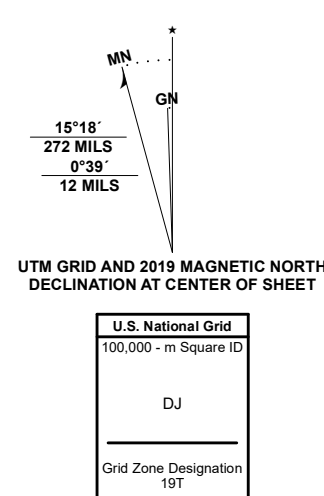 ★
MN
GN
15°18´
272 MILS
0°39´
12 MILS
UTM GRID AND 2019 MAGNETIC NORTH
DECLINATION AT CENTER OF SHEET
U.S. National Grid
100,000 - m Square ID
DJ
Grid Zone Designation
19T